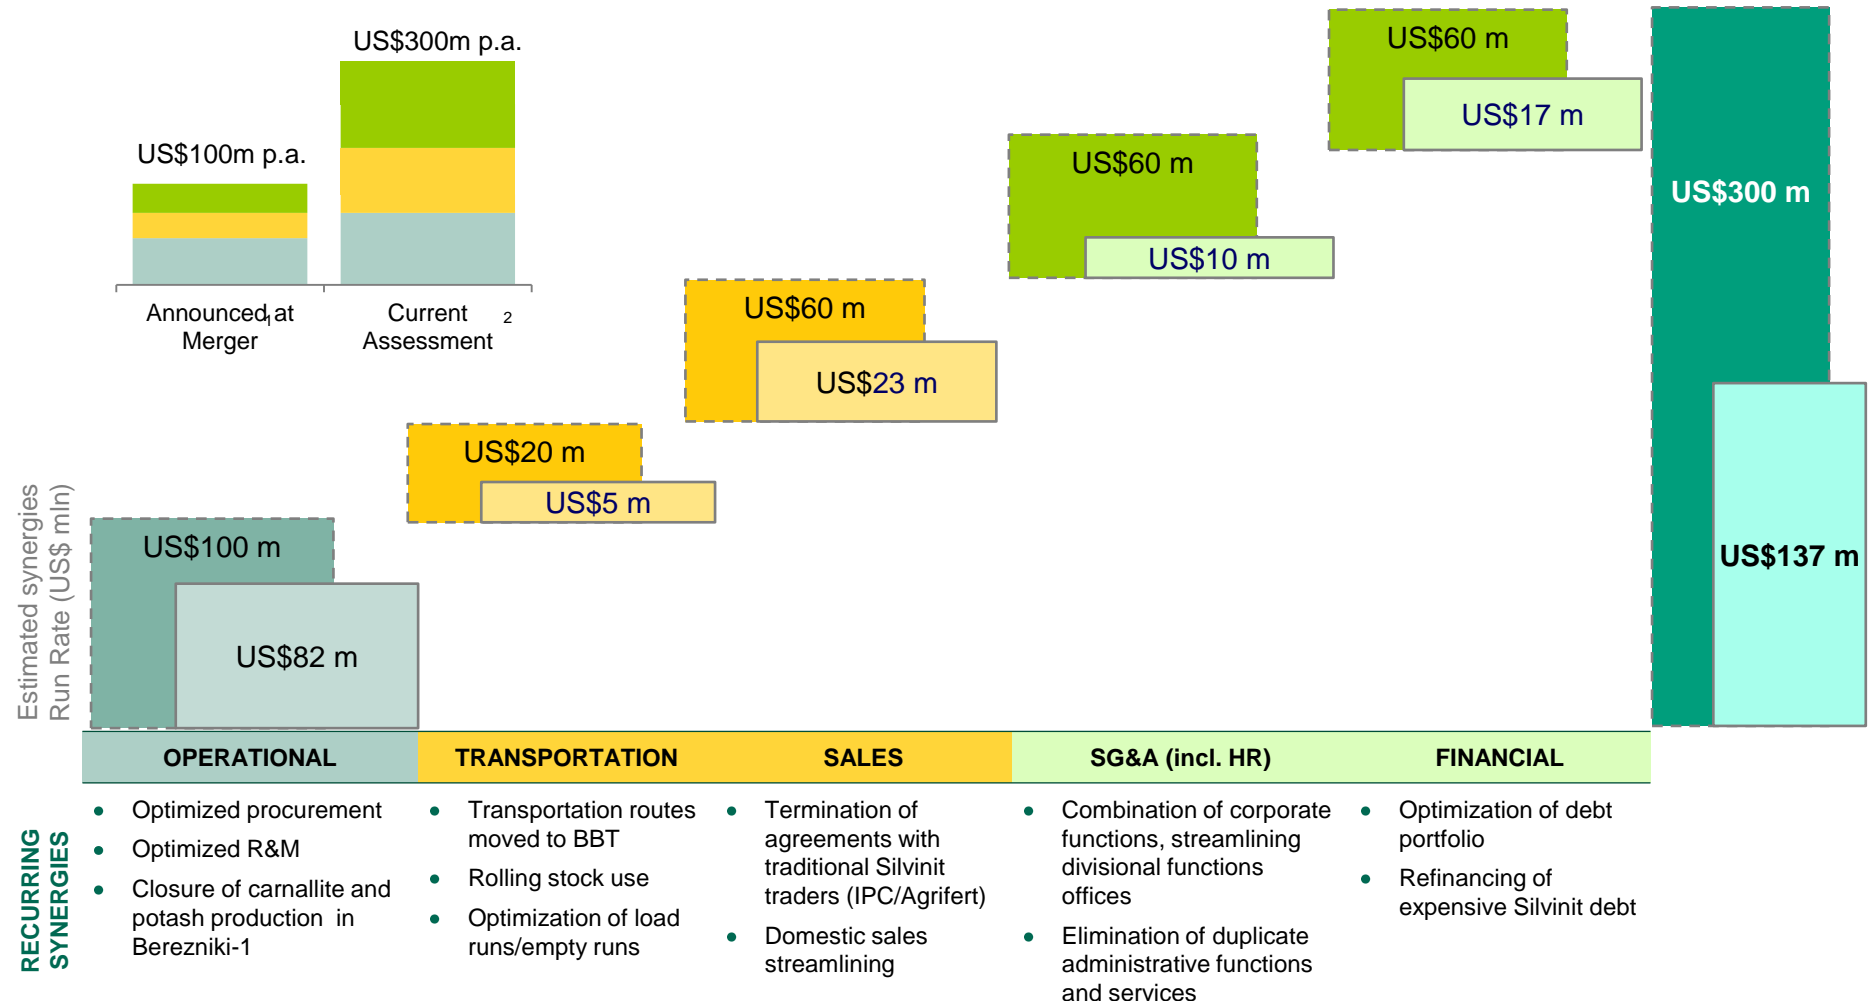 US$300m p.a.
US$100m p.a.
Announced1 at
Merger
Current 2
Assessment
US$60 m
US$17 m
US$60 m
US$10 m
US$60 m
US$23 m
US$20 m
US$5 m
US$100 m
US$82 m
US$300 m
US$137 m
Estimated synergies
Run Rate (US$ mln)
OPERATIONAL
TRANSPORTATION
SALES
SG&A (incl. HR)
FINANCIAL
RECURRING
SYNERGIES
• Optimized procurement
• Optimized R&M
• Closure of carnallite and
potash production in
Berezniki-1
• Transportation routes
moved to BBT
• Rolling stock use
• Optimization of load
runs/empty runs
• Termination of
agreements with
traditional Silvinit
traders (IPC/Agrifert)
• Domestic sales
streamlining
• Combination of corporate
functions, streamlining
divisional functions
offices
• Elimination of duplicate
administrative functions
and services
• Optimization of debt
portfolio
• Refinancing of
expensive Silvinit debt